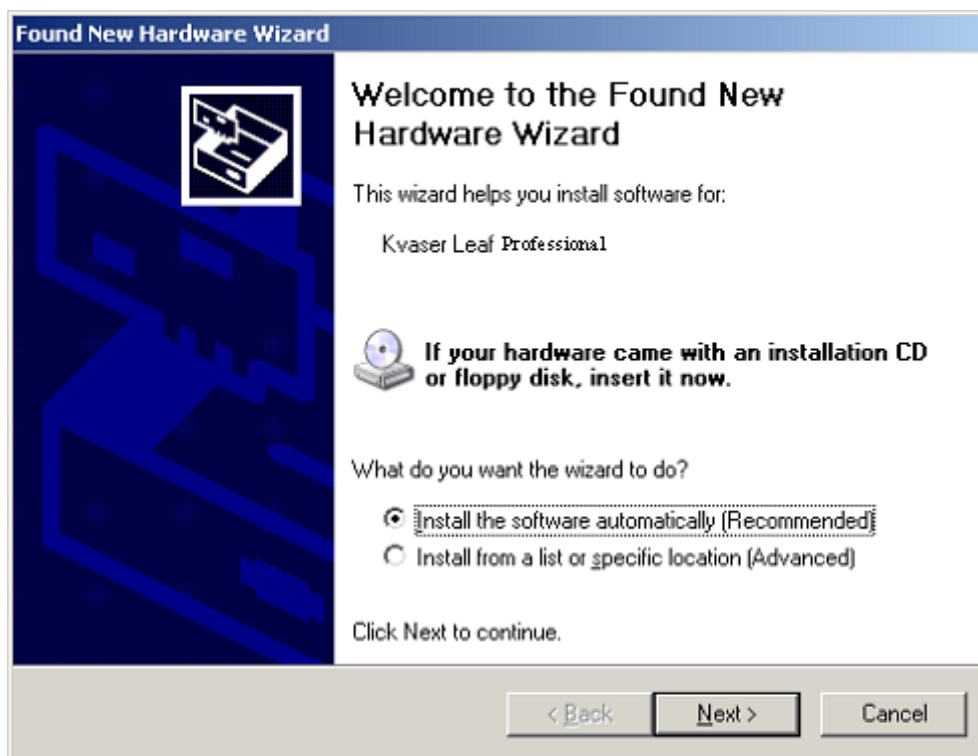 Found New Hardware Wizard
Welcome to the Found New
Hardware Wizard
This wizard helps you install software for:
Kvaser Leaf Professional
If your hardware came with an installation CD
or floppy disk, insert it now.
What do you want the wizard to do?
Install the software automatically (Recommended)
Install from a list or specific location (Advanced)
Click Next to continue.
< Back
Next >
Cancel